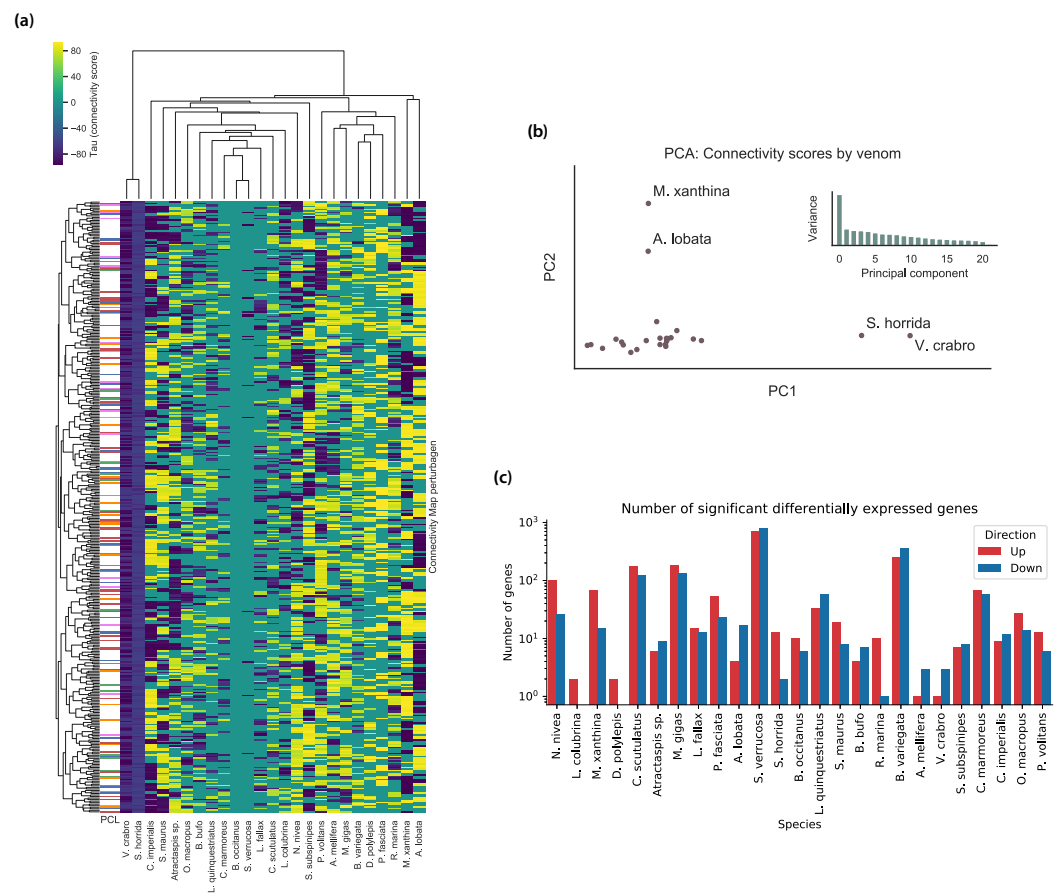 (a)
80
40
0
−40
−80
Tau (connectivity score)
Connectivity Map perturbagen
PCL
V. crabro
S. horrida
C. imperialis
S. maurus
Atractaspis sp.
O. macropus
B. bufo
L. quinquestriatus
C. marmoreus
B. occitanus
S. verrucosa
L. fallax
C. scutulatus
L. colubrina
N. nivea
S. subspinipes
P. volitans
A. mellifera
M. gigas
B. variegata
D. polylepis
P. fasciata
R. marina
M. xanthina
A. lobata
(b)
PCA: Connectivity scores by venom
M. xanthina
A. lobata
S. horrida
V. crabro
PC2
PC1
Variance
0 5 10 15 20
Principal component
(c)
Number of significant differentially expressed genes
Direction
Up
Down
10³
10²
10¹
10⁰
Number of genes
N. nivea
L. colubrina
M. xanthina
D. polylepis
C. scutulatus
Atractaspis sp.
M. gigas
L. fallax
P. fasciata
A. lobata
S. verrucosa
S. horrida
B. occitanus
L. quinquestriatus
S. maurus
B. bufo
R. marina
B. variegata
A. mellifera
V. crabro
S. subspinipes
C. marmoreus
C. imperialis
O. macropus
P. volitans
Species